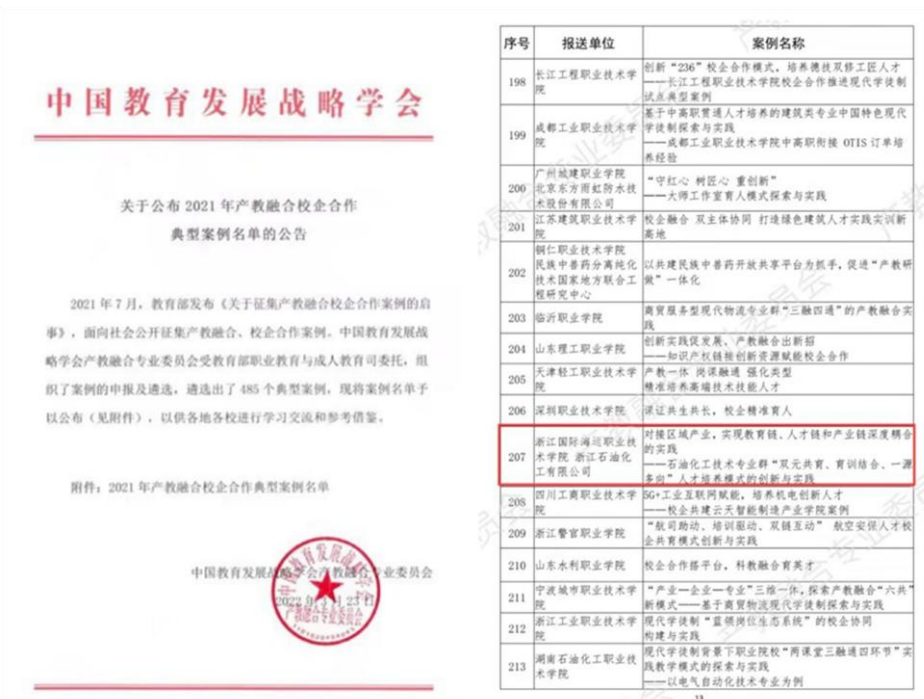 中国教育发展战略学会
关于公布 2021 年产教融合校企合作
典型案例名单的公告
2021 年 7 月，教育部发布《关于征集产教融合校企合作案例的启
事》，面向社会公开征集产教融合、校企合作案例。中国教育发展战
略学会产教融合专业委员会受教育部职业教育与成人教育司委托，组
织了案例的申报及遴选，遴选出了 485 个典型案例，现将案例名单予
以公布（见附件），以供各地各校进行学习交流和参考借鉴。
附件：2021 年产教融合校企合作典型案例名单
中国教育发展战略学会产教融合专业委员会
2022 年 月 23 日
序号 报送单位 案例名称
198 长江工程职业技术学
院
创新“236”校企合作模式，培养德技双修工匠人才
——长江工程职业技术学院校企合作推进现代学徒制
试点典型案例
199 成都工业职业技术学
院
基于中高职贯通人才培养的建筑类专业中国特色现代
学徒制探索与实践
——成都工业职业技术学院中高职衔接 OTIS 订单培
养经验
200 广州城建职业学院
北京东方雨虹防水技
术股份有限公司
“守红心 树匠心 重创新”
——大师工作室育人模式探索与实践
201 江苏建筑职业技术学
院
校企融合 双主体协同 打造绿色建筑人才实践实训新
高地
202 铜仁职业技术学院
民族中兽药分离纯化
技术国家地方联合工
程研究中心
以共建民族中兽药开放共享平台为抓手，促进“产教研
做”一体化
203 临沂职业学院
商贸服务型现代物流专业群“三融四通”的产教融合实
践
204 山东理工职业学院
创新实践促发展、产教融合出新招
——知识产权链接创新资源赋能校企合作
205 天津轻工职业技术学
院
产教一体 岗课融通 强化类型
精准培养高端技术技能人才
206 深圳职业技术学院 课证共生共长，校企精准育人
207 浙江国际海运职业技
术学院 浙江石油化
工有限公司
对接区域产业，实现教育链、人才链和产业链深度耦合
的实践
——石油化工技术专业群“双元共育、育训结合、一源
多向”人才培养模式的创新与实践
208 四川工商职业技术学
院
5G+工业互联网赋能，培养机电创新人才
——校企共建云天智能制造产业学院案例
209 浙江警官职业学院
“航司助动、培训驱动、双链互动” 航空安保人才校
企共育模式创新与实践
210 山东水利职业学院 校企合作搭平台，科教融合育英才
211 宁波城市职业技术学
院
“产业—企业—专业”三维一体，探索产教融合“六共”
新模式——基于商贸物流现代学徒制探索与实践
212 浙江工业职业技术学
院
现代学徒制“蓝领岗位生态系统”的校企协同
构建与实践
213 湖南石油化工职业技
术学院
现代学徒制背景下职业院校“两课堂三融通四环节”实
践教学模式的探索与实践
——以电气自动化技术专业为例